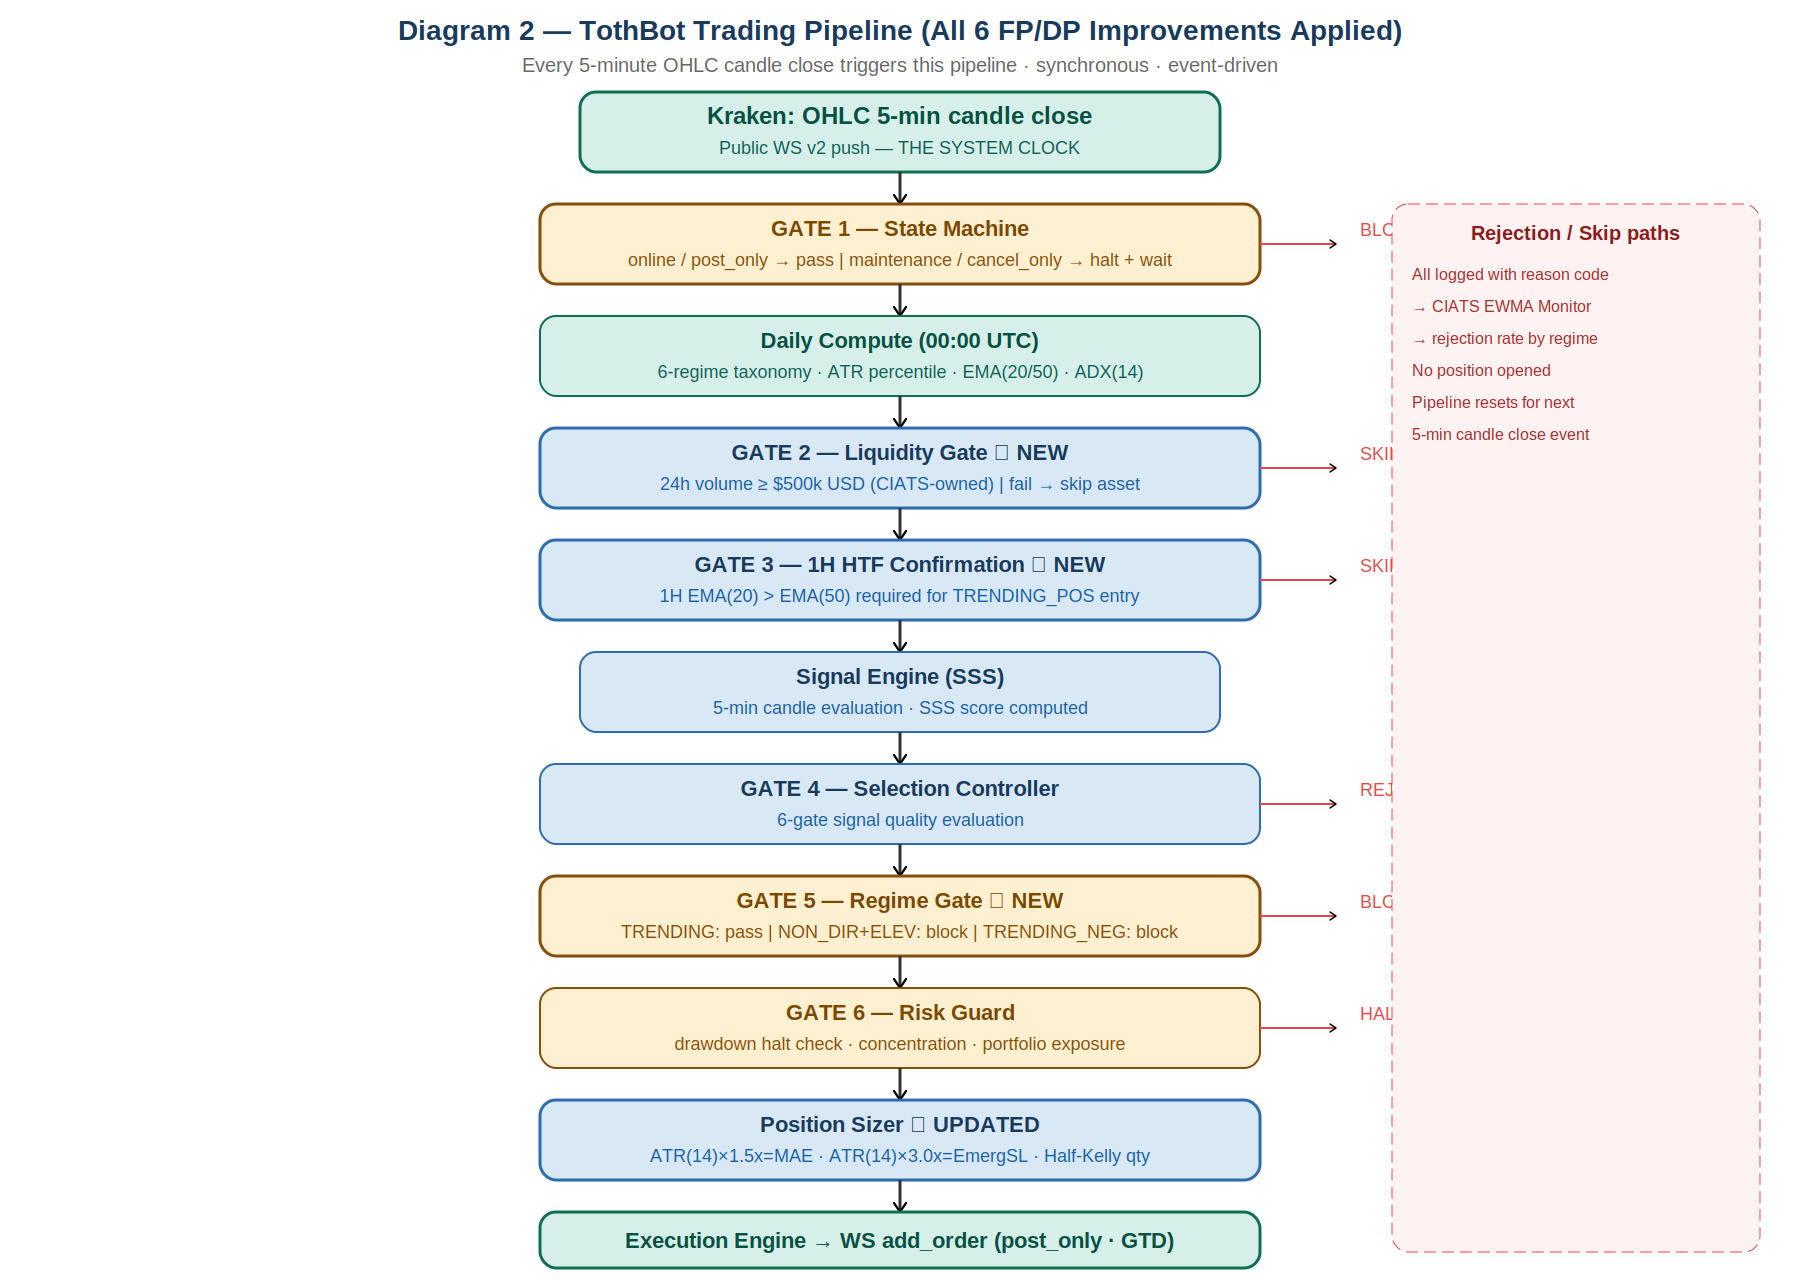 Diagram 2 — TothBot Trading Pipeline (All 6 FP/DP Improvements Applied)
Every 5-minute OHLC candle close triggers this pipeline · synchronous · event-driven
Kraken: OHLC 5-min candle close
Public WS v2 push — THE SYSTEM CLOCK
GATE 1 — State Machine
online / post_only → pass | maintenance / cancel_only → halt + wait
Daily Compute (00:00 UTC)
6-regime taxonomy · ATR percentile · EMA(20/50) · ADX(14)
GATE 2 — Liquidity Gate □ NEW
24h volume ≥ $500k USD (CIATS-owned) | fail → skip asset
GATE 3 — 1H HTF Confirmation □ NEW
1H EMA(20) > EMA(50) required for TRENDING_POS entry
Signal Engine (SSS)
5-min candle evaluation · SSS score computed
GATE 4 — Selection Controller
6-gate signal quality evaluation
GATE 5 — Regime Gate □ NEW
TRENDING: pass | NON_DIR+ELEV: block | TRENDING_NEG: block
GATE 6 — Risk Guard
drawdown halt check · concentration · portfolio exposure
Position Sizer □ UPDATED
ATR(14)×1.5x=MAE · ATR(14)×3.0x=EmergSL · Half-Kelly qty
Execution Engine → WS add_order (post_only · GTD)
Rejection / Skip paths
All logged with reason code
→ CIATS EWMA Monitor
→ rejection rate by regime
No position opened
Pipeline resets for next
5-min candle close event